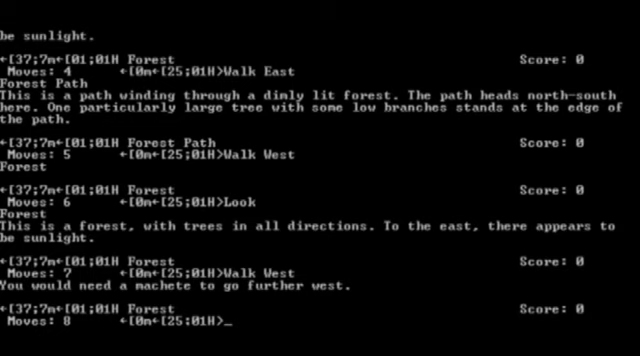 be sunlight.
←[37;7m←[01;01H Forest Score: 0
Moves: 4 ←[0m←[25;01H>Walk East
Forest Path
This is a path winding through a dimly lit forest. The path heads north-south
here. One particularly large tree with some low branches stands at the edge of
the path.
←[37;7m←[01;01H Forest Path Score: 0
Moves: 5 ←[0m←[25;01H>Walk West
Forest
←[37;7m←[01;01H Forest Score: 0
Moves: 6 ←[0m←[25;01H>Look
Forest
This is a forest, with trees in all directions. To the east, there appears to
be sunlight.
←[37;7m←[01;01H Forest Score: 0
Moves: 7 ←[0m←[25;01H>Walk West
You would need a machete to go further west.
←[37;7m←[01;01H Forest Score: 0
Moves: 8 ←[0m←[25;01H>_